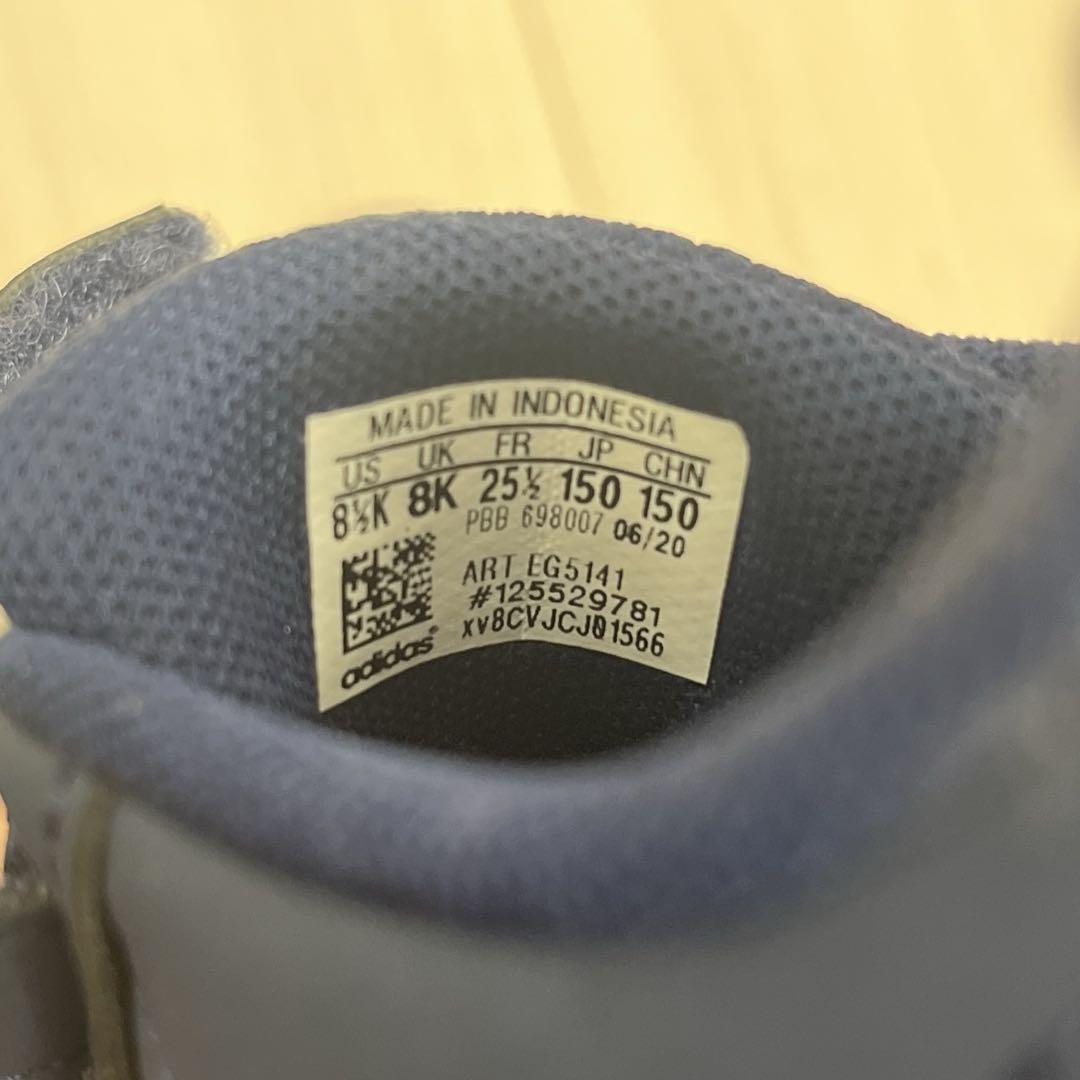 MADE IN INDONESIA
US UK FR JP CHN
8½K 8K 25½ 150 150
PBB 698007 06/20
ART EG5141
#125529781
xv8CVJCJ01566
adidas®